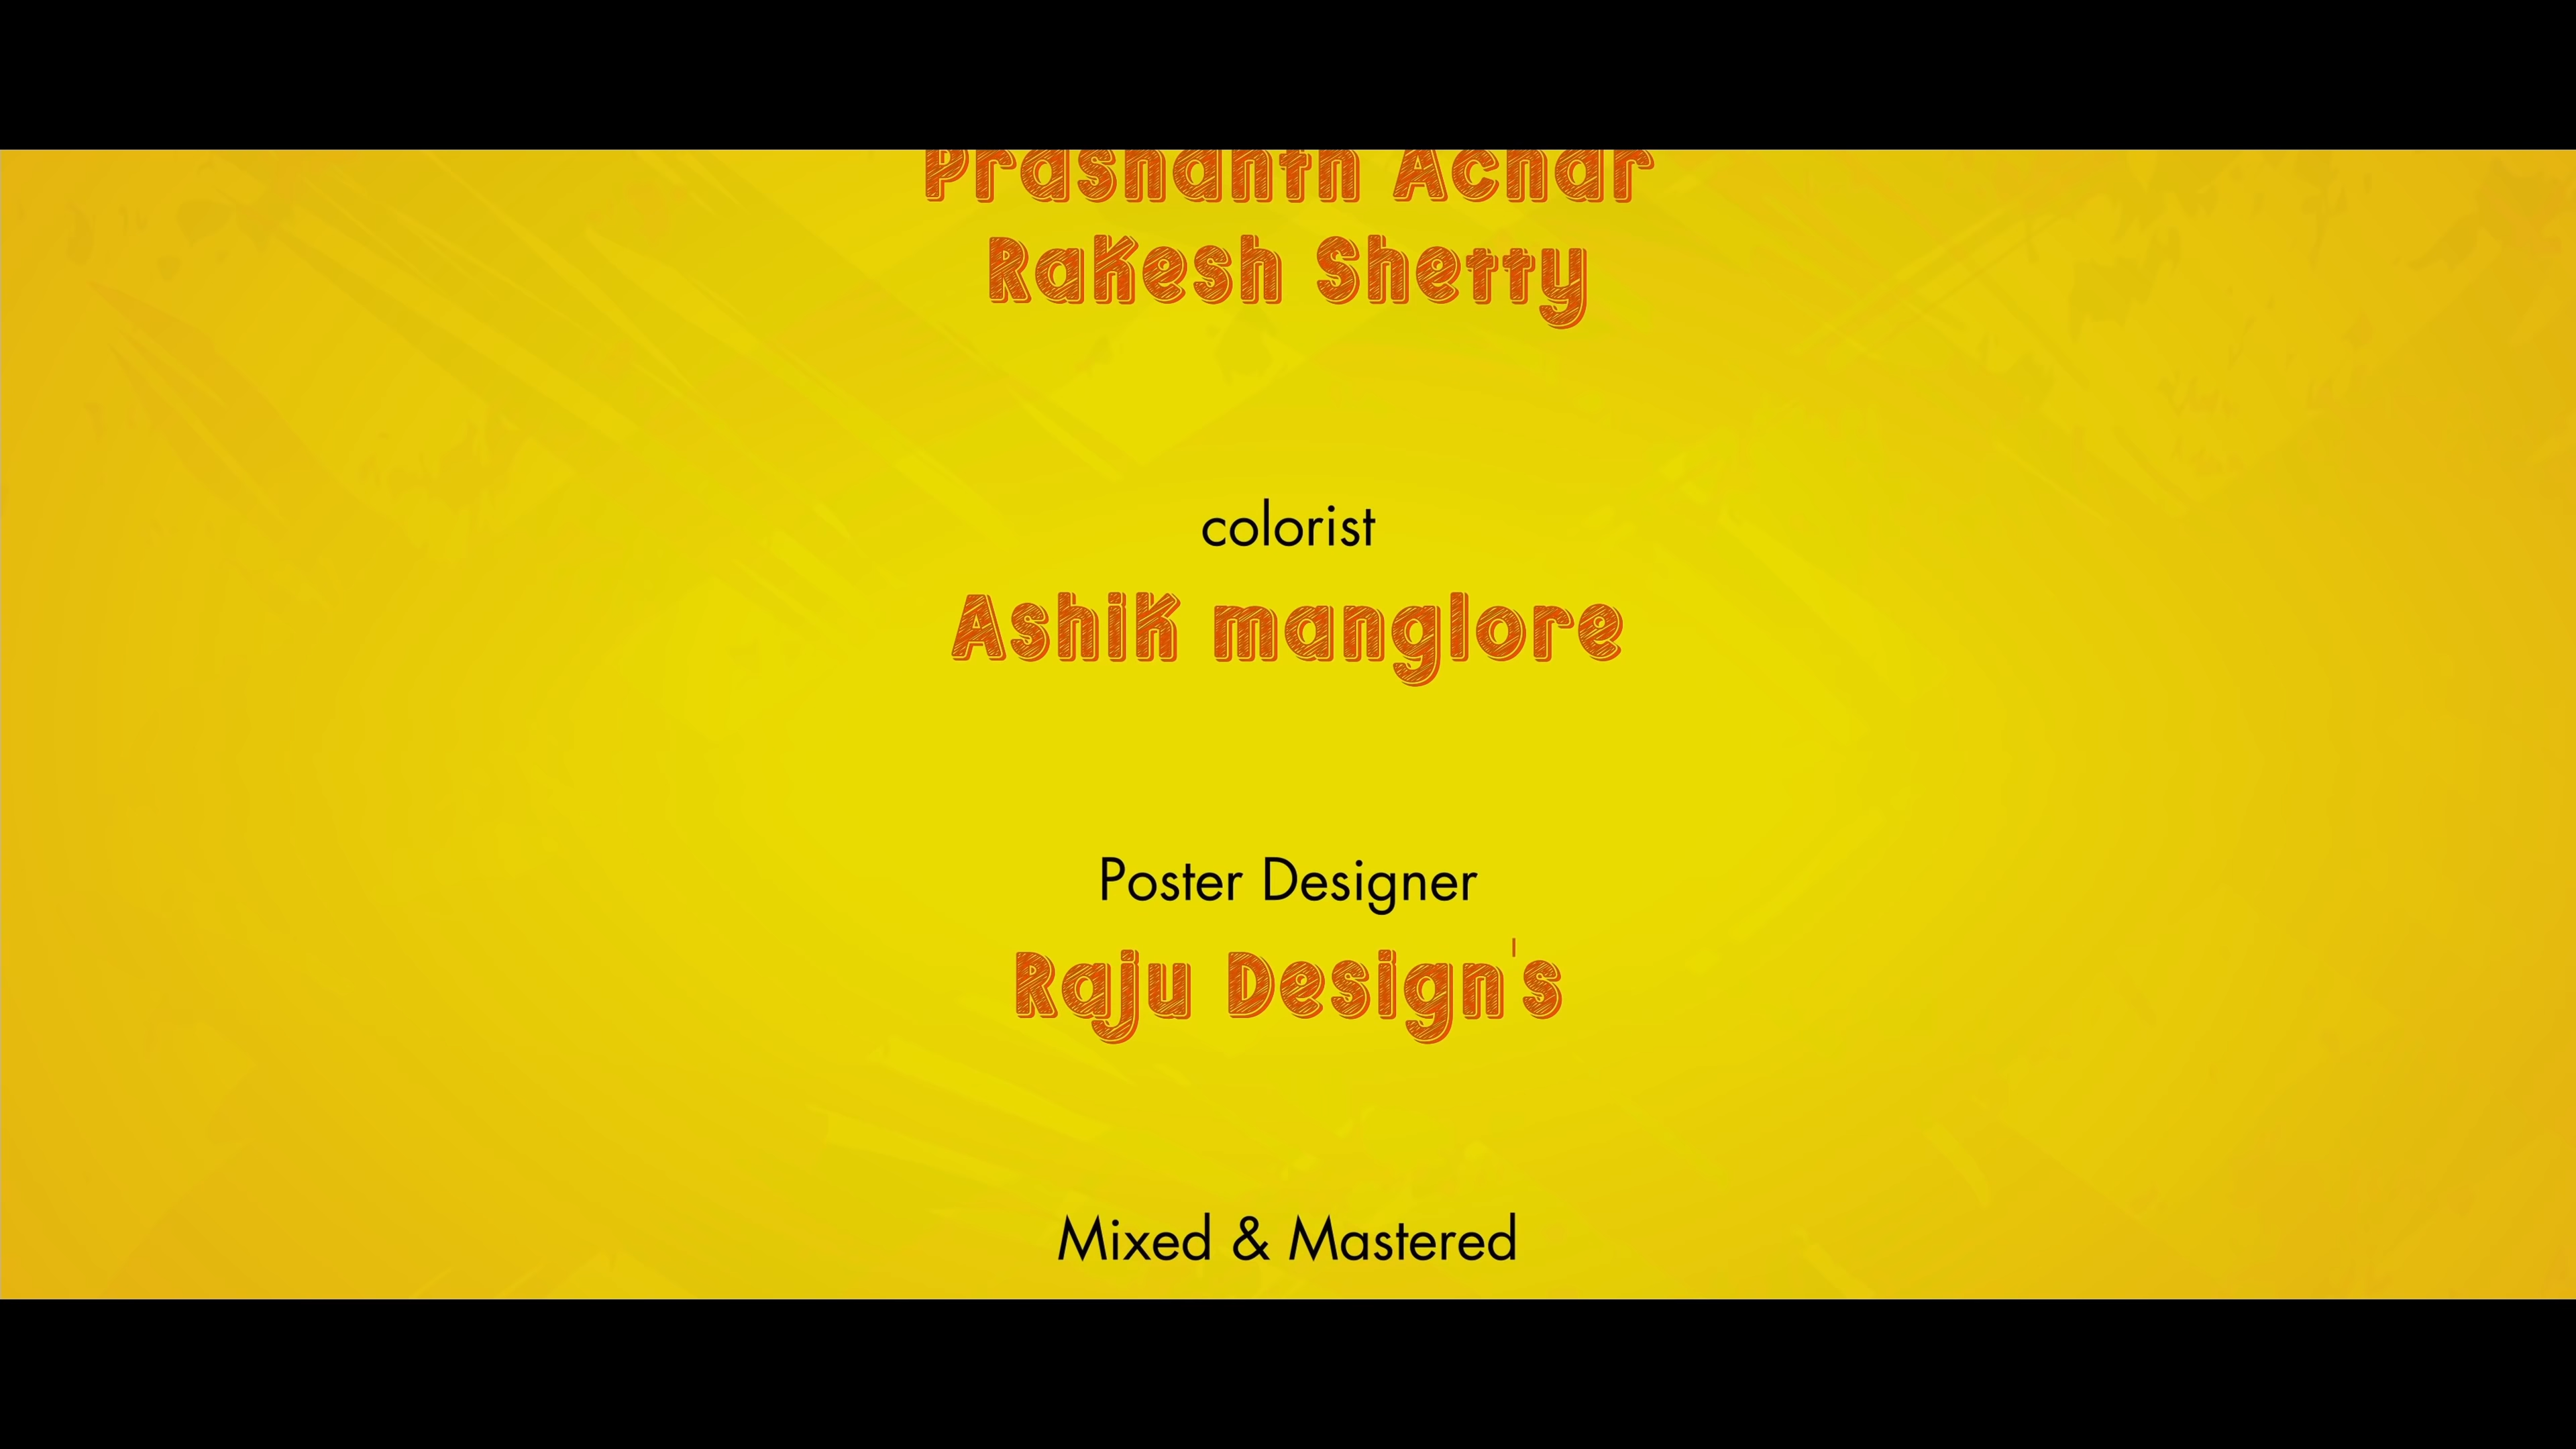 Prashanth Achar
Rakesh Shetty
colorist
Ashik manglore
Poster Designer
Raju Design's
Mixed & Mastered